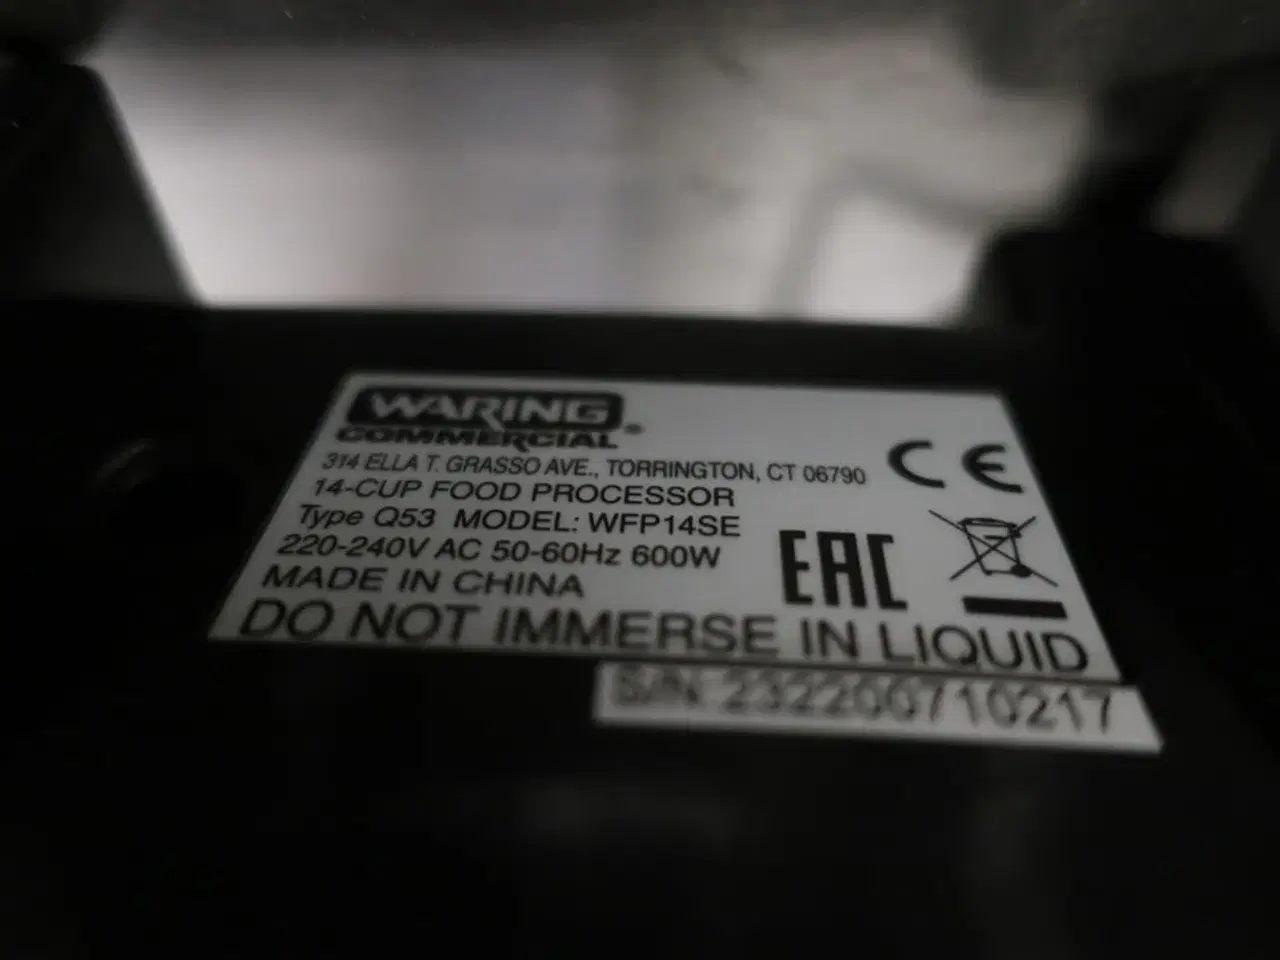 WARING®
COMMERCIAL
314 ELLA T. GRASSO AVE., TORRINGTON, CT 06790
14-CUP FOOD PROCESSOR
Type Q53 MODEL: WFP14SE
220-240V AC 50-60Hz 600W
MADE IN CHINA
CE
EAC
DO NOT IMMERSE IN LIQUID
S/N 232200710217